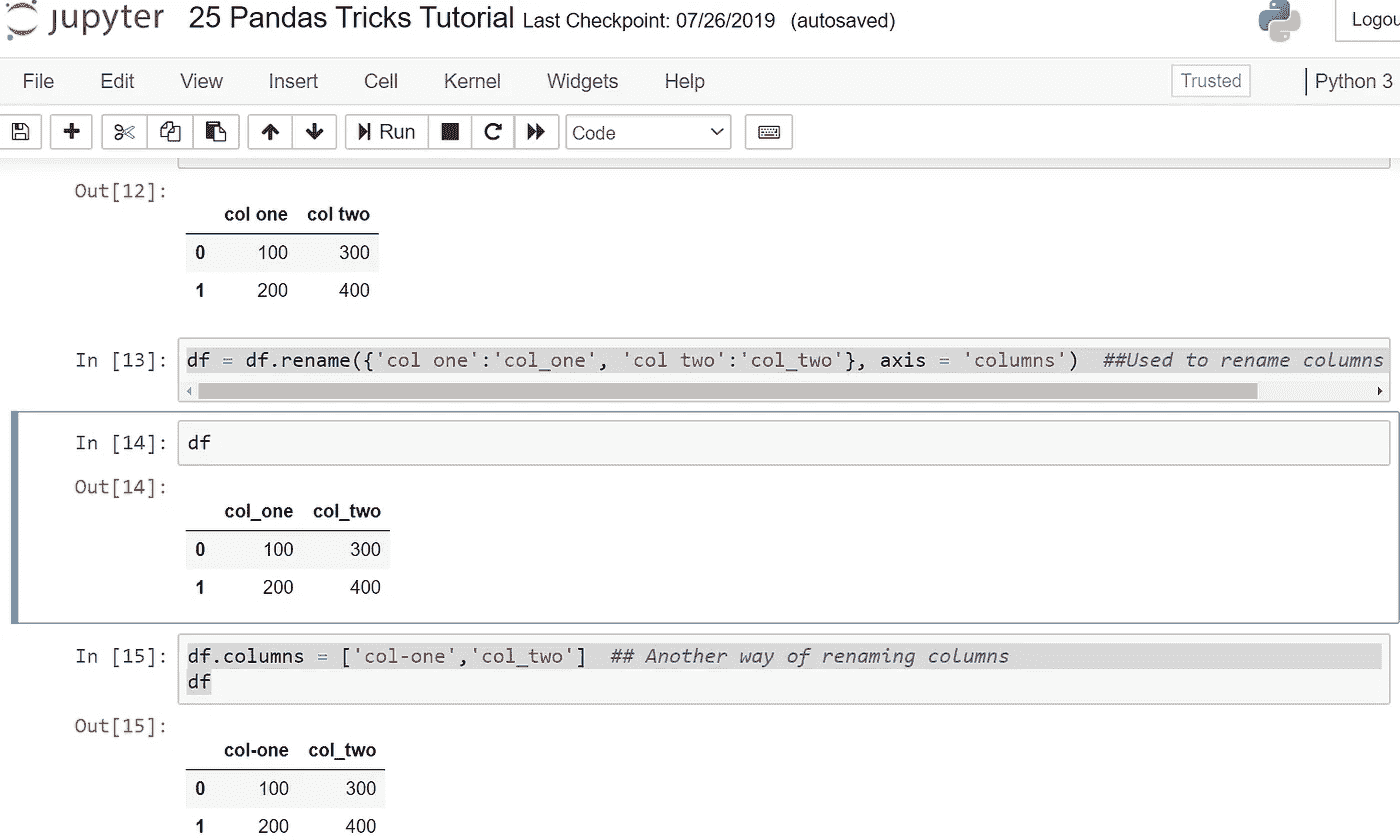 jupyter 25 Pandas Tricks Tutorial Last Checkpoint: 07/26/2019 (autosaved)
Logou
File Edit View Insert Cell Kernel Widgets Help Trusted Python 3
Run Code
Out[12]:
col one col two
0 100 300
1 200 400
In [13]: df = df.rename({'col one':'col_one', 'col two':'col_two'}, axis = 'columns') ##Used to rename columns
In [14]: df
Out[14]:
col_one col_two
0 100 300
1 200 400
In [15]: df.columns = ['col-one','col_two'] ## Another way of renaming columns
df
Out[15]:
col-one col_two
0 100 300
1 200 400